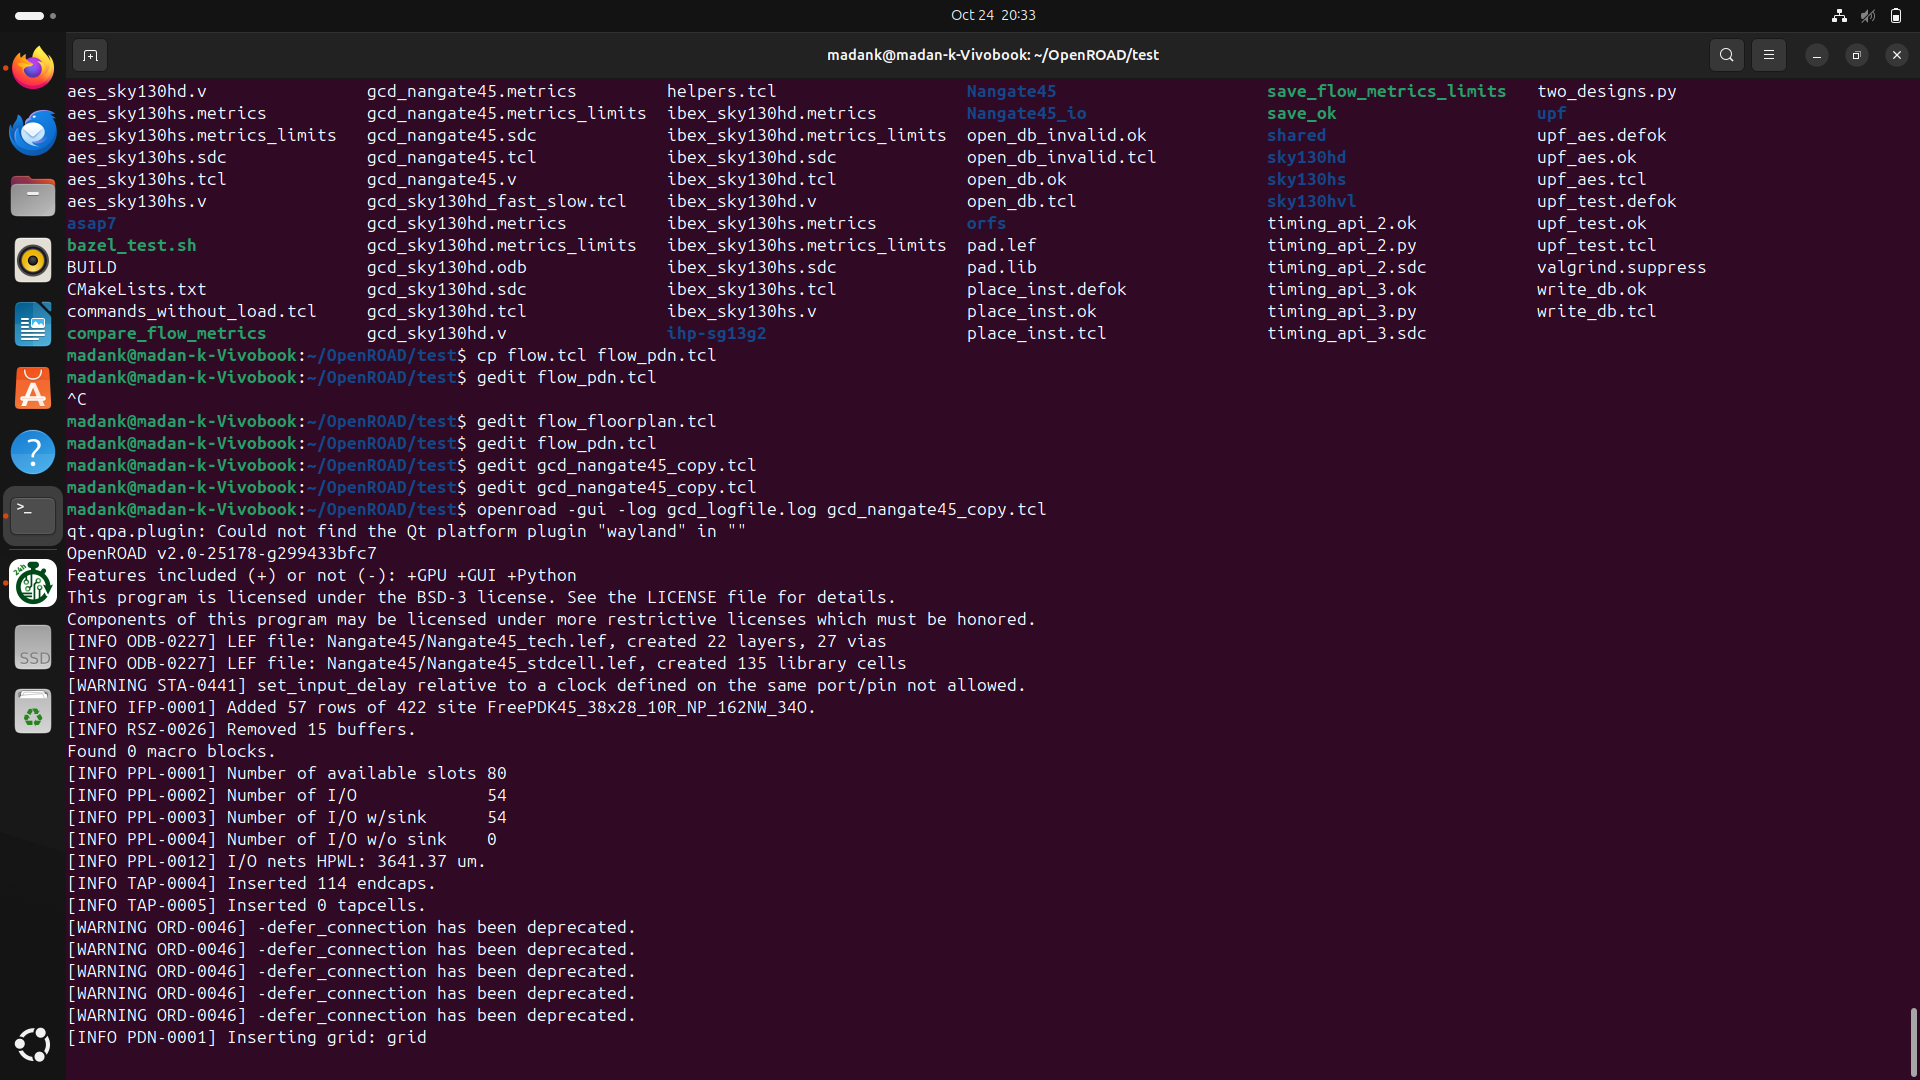 Oct 24 20:33
madank@madan-k-Vivobook: ~/OpenROAD/test
aes_sky130hd.v gcd_nangate45.metrics helpers.tcl Nangate45 save_flow_metrics_limits two_designs.py
aes_sky130hs.metrics gcd_nangate45.metrics_limits ibex_sky130hd.metrics Nangate45_io save_ok upf
aes_sky130hs.metrics_limits gcd_nangate45.sdc ibex_sky130hd.metrics_limits open_db_invalid.ok shared upf_aes.defok
aes_sky130hs.sdc gcd_nangate45.tcl ibex_sky130hd.sdc open_db_invalid.tcl sky130hd upf_aes.ok
aes_sky130hs.tcl gcd_nangate45.v ibex_sky130hd.tcl open_db.ok sky130hs upf_aes.tcl
aes_sky130hs.v gcd_sky130hd_fast_slow.tcl ibex_sky130hd.v open_db.tcl sky130hvl upf_test.defok
asap7 gcd_sky130hd.metrics ibex_sky130hs.metrics orfs timing_api_2.ok upf_test.ok
bazel_test.sh gcd_sky130hd.metrics_limits ibex_sky130hs.metrics_limits pad.lef timing_api_2.py upf_test.tcl
BUILD gcd_sky130hd.odb ibex_sky130hs.sdc pad.lib timing_api_2.sdc valgrind.suppress
CMakeLists.txt gcd_sky130hd.sdc ibex_sky130hs.tcl place_inst.defok timing_api_3.ok write_db.ok
commands_without_load.tcl gcd_sky130hd.tcl ibex_sky130hs.v place_inst.ok timing_api_3.py write_db.tcl
compare_flow_metrics gcd_sky130hd.v ihp-sg13g2 place_inst.tcl timing_api_3.sdc
madank@madan-k-Vivobook:~/OpenROAD/test$ cp flow.tcl flow_pdn.tcl
madank@madan-k-Vivobook:~/OpenROAD/test$ gedit flow_pdn.tcl
^C
madank@madan-k-Vivobook:~/OpenROAD/test$ gedit flow_floorplan.tcl
madank@madan-k-Vivobook:~/OpenROAD/test$ gedit flow_pdn.tcl
madank@madan-k-Vivobook:~/OpenROAD/test$ gedit gcd_nangate45_copy.tcl
madank@madan-k-Vivobook:~/OpenROAD/test$ gedit gcd_nangate45_copy.tcl
madank@madan-k-Vivobook:~/OpenROAD/test$ openroad -gui -log gcd_logfile.log gcd_nangate45_copy.tcl
qt.qpa.plugin: Could not find the Qt platform plugin "wayland" in ""
OpenROAD v2.0-25178-g299433bfc7
Features included (+) or not (-): +GPU +GUI +Python
This program is licensed under the BSD-3 license. See the LICENSE file for details.
Components of this program may be licensed under more restrictive licenses which must be honored.
[INFO ODB-0227] LEF file: Nangate45/Nangate45_tech.lef, created 22 layers, 27 vias
[INFO ODB-0227] LEF file: Nangate45/Nangate45_stdcell.lef, created 135 library cells
[WARNING STA-0441] set_input_delay relative to a clock defined on the same port/pin not allowed.
[INFO IFP-0001] Added 57 rows of 422 site FreePDK45_38x28_10R_NP_162NW_34O.
[INFO RSZ-0026] Removed 15 buffers.
Found 0 macro blocks.
[INFO PPL-0001] Number of available slots 80
[INFO PPL-0002] Number of I/O 54
[INFO PPL-0003] Number of I/O w/sink 54
[INFO PPL-0004] Number of I/O w/o sink 0
[INFO PPL-0012] I/O nets HPWL: 3641.37 um.
[INFO TAP-0004] Inserted 114 endcaps.
[INFO TAP-0005] Inserted 0 tapcells.
[WARNING ORD-0046] -defer_connection has been deprecated.
[WARNING ORD-0046] -defer_connection has been deprecated.
[WARNING ORD-0046] -defer_connection has been deprecated.
[WARNING ORD-0046] -defer_connection has been deprecated.
[WARNING ORD-0046] -defer_connection has been deprecated.
[INFO PDN-0001] Inserting grid: grid
24h
SSD